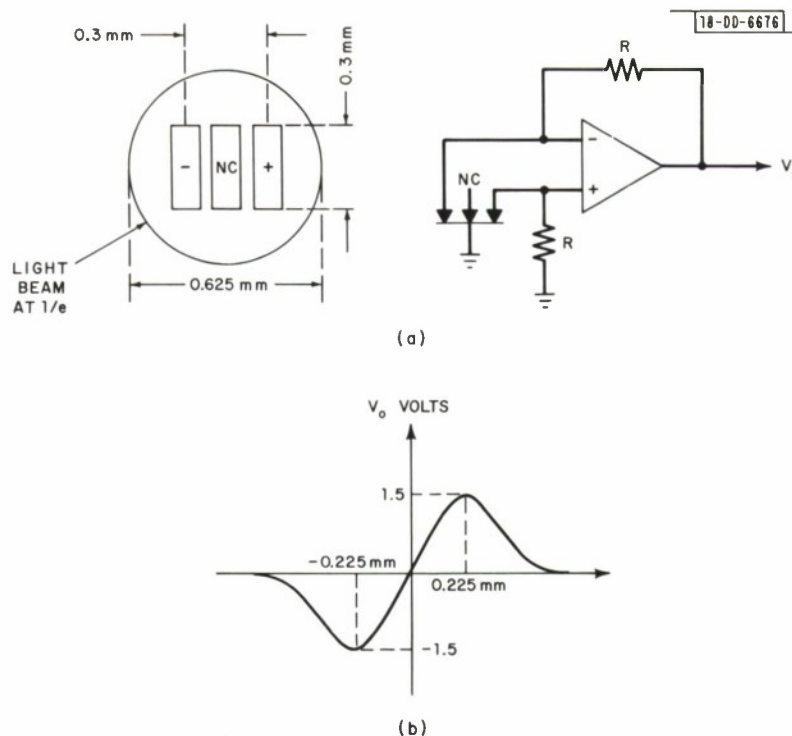 18-DD-6676
0.3 mm
0.3 mm
-
NC
+
LIGHT
BEAM
AT 1/e
0.625 mm
R
-
+
NC
R
V
(a)
V₀ VOLTS
1.5
-0.225 mm
0.225 mm
-1.5
(b)